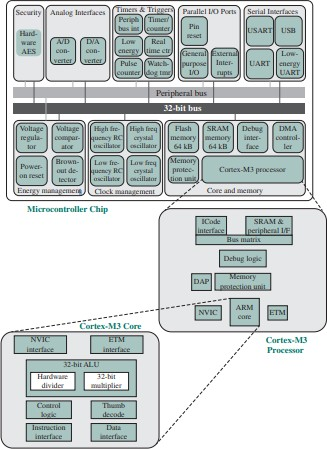 Security
Analog Interfaces
Timers & Triggers
Parallel I/O Ports
Serial Interfaces
Hard-
ware
AES
A/D
con-
verter
D/A
con-
verter
Periph
bus int
Timer/
counter
Low
energy
Real
time ctr
Pulse
counter
Watch-
dog tmr
Pin
reset
General
purpose
I/O
External
Inter-
rupts
USART
USB
UART
Low-
energy
UART
Peripheral bus
32-bit bus
Voltage
regula-
tor
Voltage
compar-
ator
Power-
on reset
Brown-
out de-
tector
Energy management
High fre-
quency RC
oscillator
High freq
crystal
oscillator
Low fre-
quency RC
oscillator
Low freq
crystal
oscillator
Clock management
Flash
memory
64 kB
SRAM
memory
64 kB
Debug
inter-
face
DMA
control-
ler
Memory
protec-
tion unit
Cortex-M3 processor
Core and memory
Microcontroller Chip
ICode
interface
SRAM &
peripheral I/F
Bus matrix
Debug logic
DAP
Memory
protection unit
NVIC
ARM
core
ETM
Cortex-M3
Processor
Cortex-M3 Core
NVIC
interface
ETM
interface
32-bit ALU
Hardware
divider
32-bit
multiplier
Control
logic
Thumb
decode
Instruction
interface
Data
interface